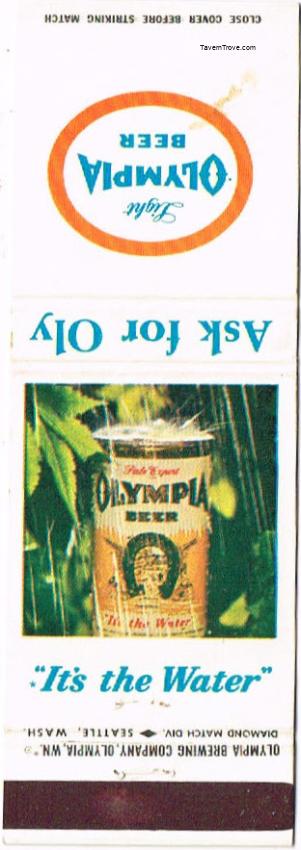 CLOSE COVER BEFORE STRIKING MATCH
TavernTrove.com
Light
OLYMPIA
BEER
Ask for Oly
Pale Export
OLYMPIA
BEER
"It's the Water"
"It's the Water"
DIAMOND MATCH DIV. ◆ SEATTLE, WASH.
OLYMPIA BREWING COMPANY, OLYMPIA, WN.